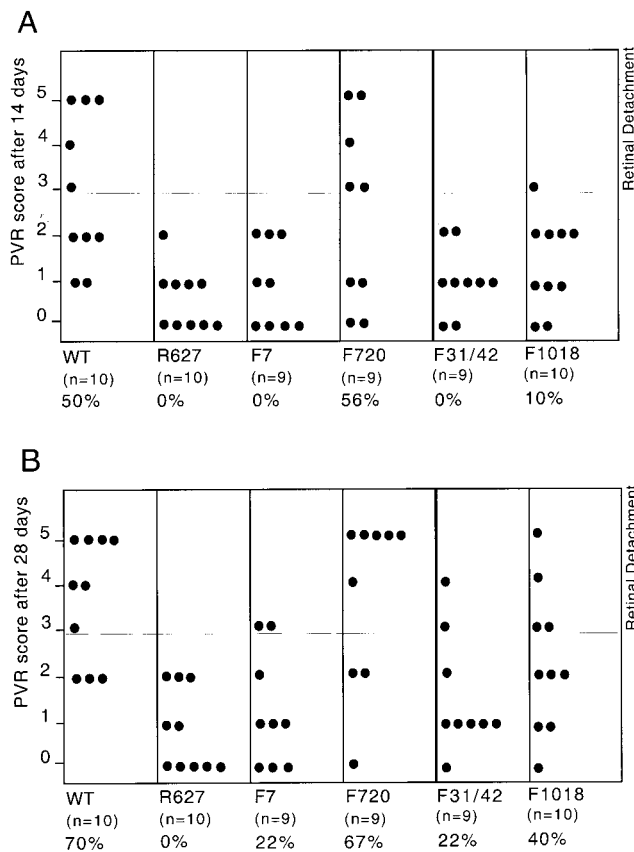 A
PVR score after 14 days
5
4
3
2
1
0
Retinal Detachment
WT R627 F7 F720 F31/42 F1018
(n=10) (n=10) (n=9) (n=9) (n=9) (n=10)
50% 0% 0% 56% 0% 10%
B
PVR score after 28 days
5
4
3
2
1
0
Retinal Detachment
WT R627 F7 F720 F31/42 F1018
(n=10) (n=10) (n=9) (n=9) (n=9) (n=10)
70% 0% 22% 67% 22% 40%